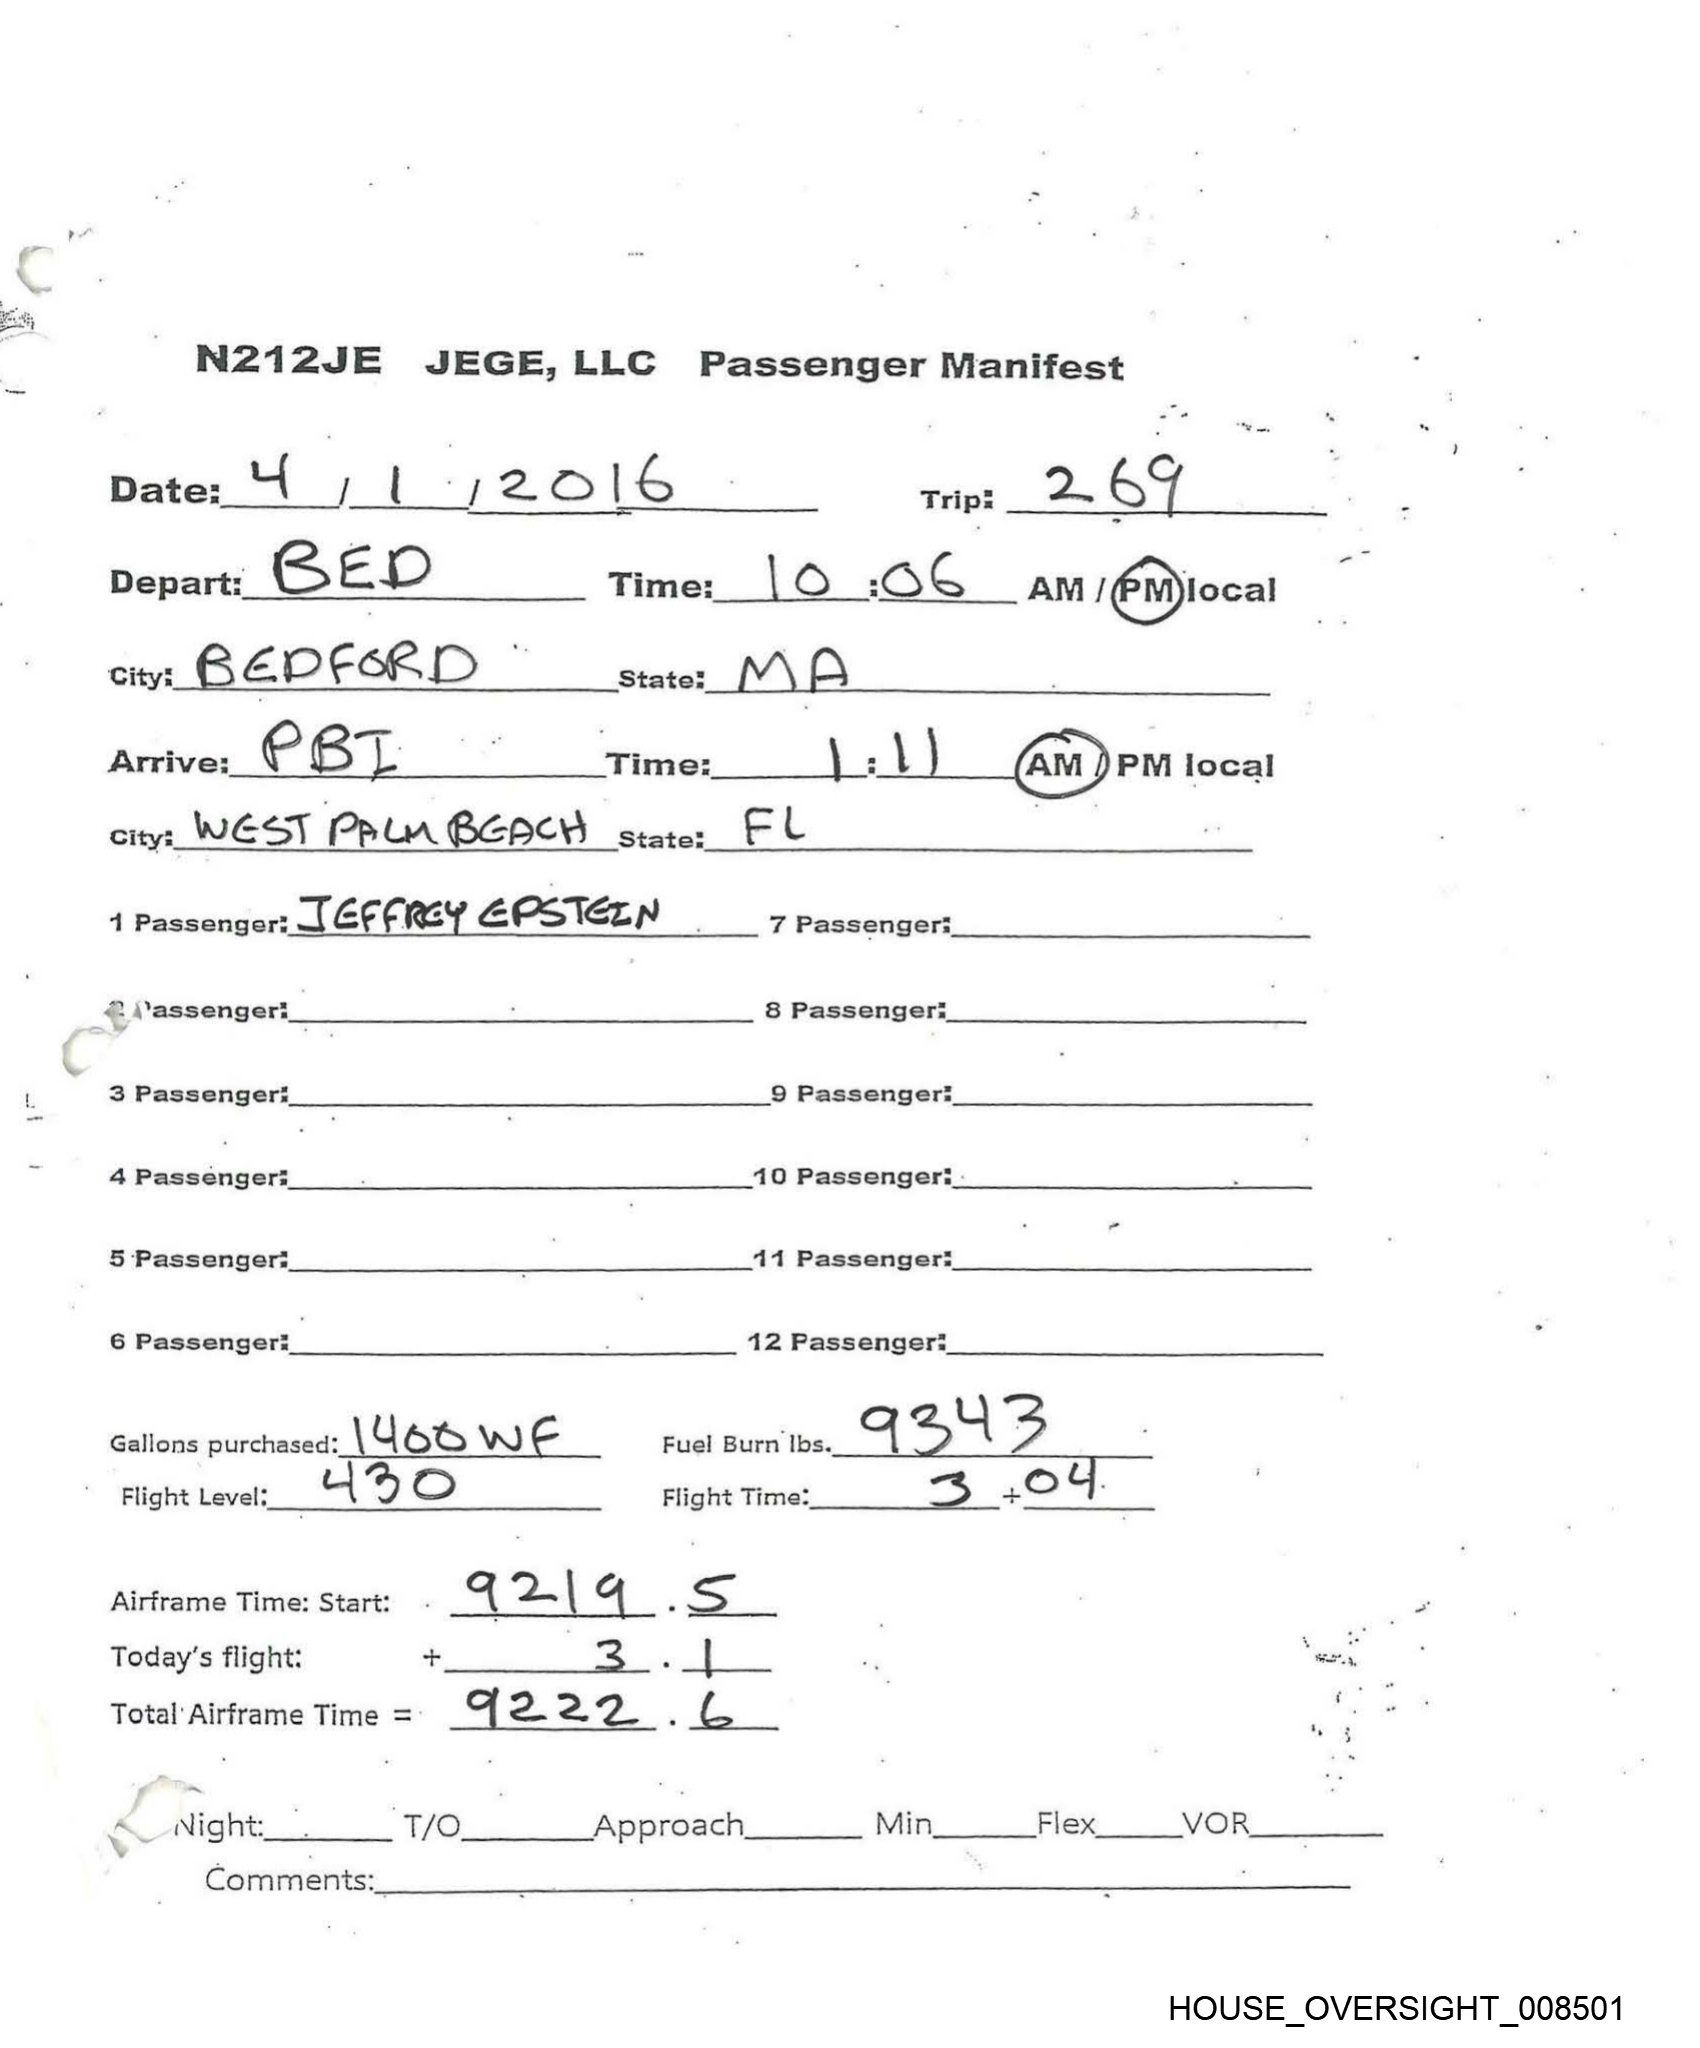 N212JE JEGE, LLC Passenger Manifest
Date: 4 / 1 / 2016 Trip: 269
Depart: BED Time: 10:06 AM / PM local
City: BEDFORD State: MA
Arrive: PBI Time: 1:11 AM / PM local
City: WEST PALM BEACH State: FL
1 Passenger: JEFFREY EPSTEIN 7 Passenger:
2 Passenger: 8 Passenger:
3 Passenger: 9 Passenger:
4 Passenger: 10 Passenger:
5 Passenger: 11 Passenger:
6 Passenger: 12 Passenger:
Gallons purchased: 1400 WF Fuel Burn lbs. 9343
Flight Level: 430 Flight Time: 3 + 04
Airframe Time: Start: 9219.5
Today's flight: + 3.1
Total Airframe Time = 9222.6
Night: T/O Approach Min Flex VOR
Comments:
HOUSE_OVERSIGHT_008501